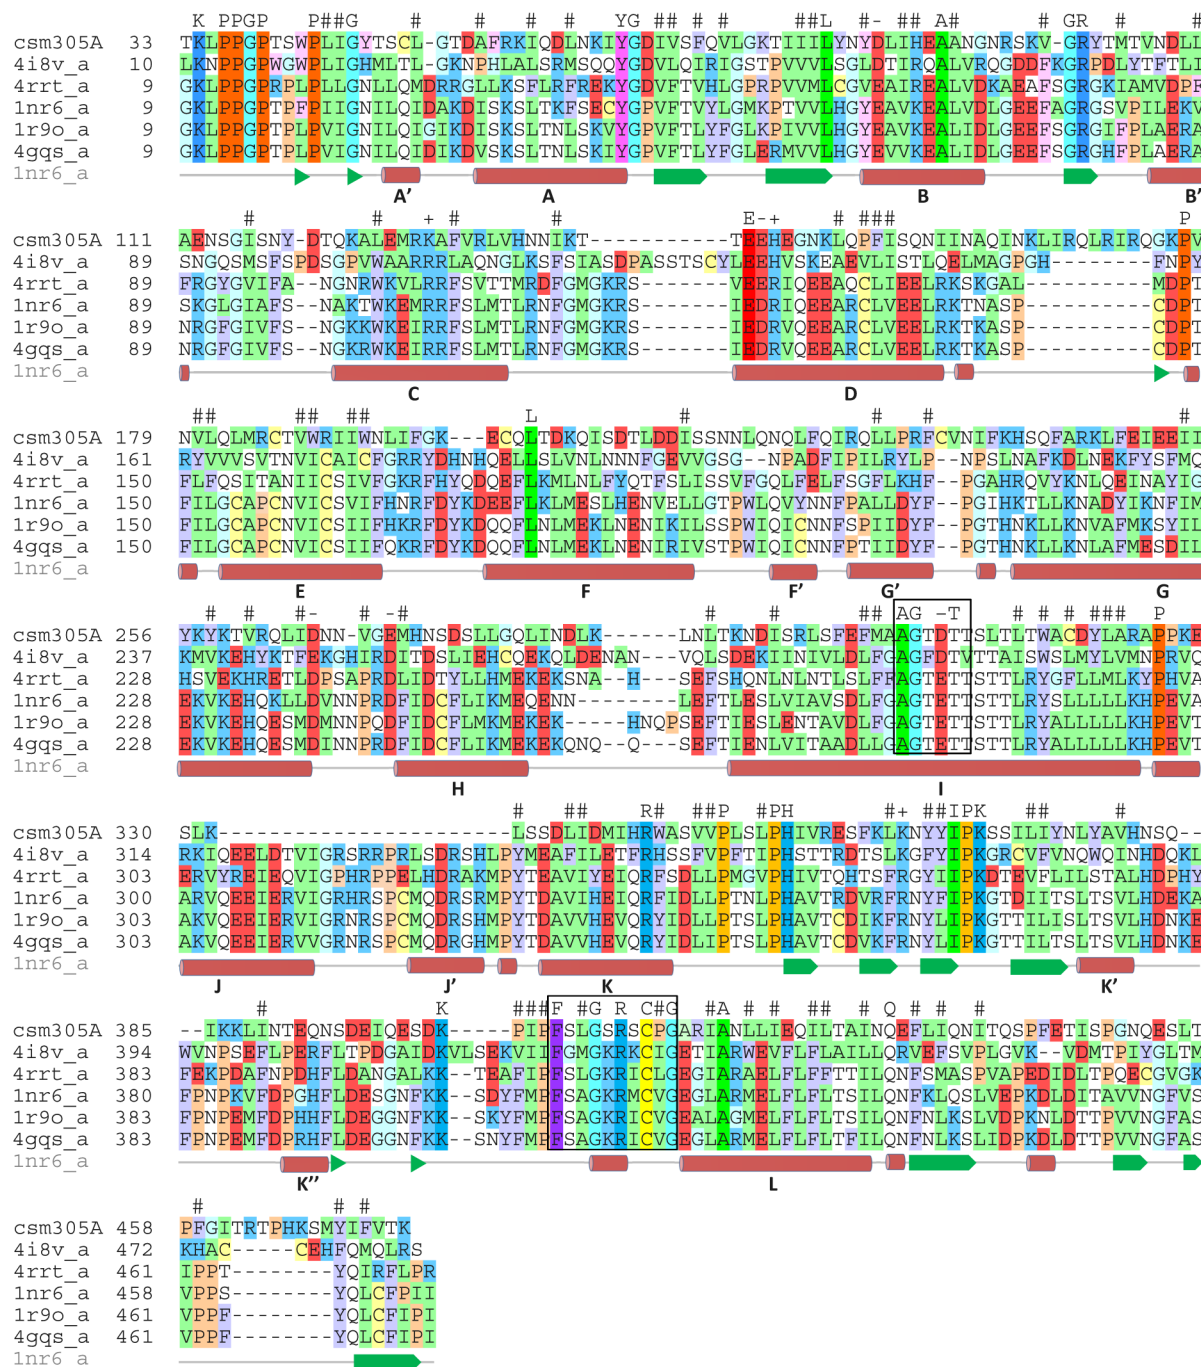 K PPGP P##G # # # YG ## # ##L #- ## A# # GR # #
csm305A 33 TKLPPGPTSWPLIGYTSCL-GTDAFRKIQDLNKIYGDIVSFQVLGKTIIILYNYDLIHEAANGNRSKV-GRYTMTVNDLI
4i8v_a 10 LKNPPGPWGWPLIGHMLTL-GKNPHLALSRMSQQYGDVLQIRIGSTPVVVLSGLDTIRQALVRQGDDFKGRPDLYTFTLI
4rrt_a 9 GKLPPGPRPLPLLGNLLQMDRRGLLKSFLRFREKYGDVFTVHLGPRPVVMLCGVEAIREALVDKAEAFSGRGKIAMVDPF
1nr6_a 9 GKLPPGPTPFPIIGNILQIDAKDISKSLTKFSECYGPVFTVYLGMKPTVVLHGYEAVKEALVDLGEEFAGRGSVPILEKV
1r9o_a 9 GKLPPGPTPLPVIGNILQIGIKDISKSLTNLSKVYGPVFTLYFGLKPIVVLHGYEAVKEALIDLGEEFSGRGIFPLAERA
4gqs_a 9 GKLPPGPTPLPVIGNILQIDIKDVSKSLTNLSKIYGPVFTLYFGLERMVVLHGYEVVKEALIDLGEEFSGRGHFPLAERA
1nr6_a
A’ A B B’
# # + # # E-+ # ### P
csm305A 111 AENSGISNY-DTQKALEMRKAFVRLVHNNIKT---------TEEHEGNKLQPFISQNIINAQINKLIRQLRIRQGKPV
4i8v_a 89 SNGQSMSFSPDSGPVWAARRRLAQNGLKSFSIASDPASSTSCYLEEHVSKEAEVLISTLQELMAGPGH------FNPY
4rrt_a 89 FRGYGVIFA--NGNRWKVLRRFSVTTMRDFGMGKRS-------VEERIQEEAQCLIEELRKSKGAL-------MDPT
1nr6_a 89 SKGLGIAFS--NAKTWKEMRRFSLMTLRNFGMGKRS-------IEDRIQEEARCLVEELRKTNASP--------CDPT
1r9o_a 89 NRGFGIVFS--NGKKWKEIRRFSLMTLRNFGMGKRS-------IEDRVQEEARCLVEELRKTKASP--------CDPT
4gqs_a 89 NRGFGIVFS--NGKRWKEIRRFSLMTLRNFGMGKRS-------IEDRVQEEARCLVEELRKTKASP--------CDPT
1nr6_a
C D
## ## ## L # # # #
csm305A 179 NVLQLMRCTVWRIIWNLIFGK---ECQLTDKQISDTLDDISSNNLQNQLFQIRQLLPRFCVNIFKHSQFARKLFEIEEII
4i8v_a 161 RYVVVSVTNVICAICFGRRYDHNHQELLSLVNLNNNFGEVVGSG--NPADFIPILRYLP--NPSLNAFKDLNEKFYSFMQ
4rrt_a 150 FLFQSITANIICSIVFGKRFHYQDQEFLKMLNLFYQTFSLISSVFGQLFELFSGFLKHF--PGAHRQVYKNLQEINAYIG
1nr6_a 150 FILGCAPCNVICSVIFHNRFDYKDEEFLKLMESLHENVELLGTPWLQVYNNFPALLDYF--PGIHKTLLKNADYIKNFIM
1r9o_a 150 FILGCAPCNVICSIIFHKRFDYKDQQFLNLMEKLNENIKILSSPWIQICNNFSPIIDYF--PGTHNKLLKNVAFMKSYIL
4gqs_a 150 FILGCAPCNVICSIIFQKRFDYKDQQFLNLMEKLNENIRIVSTPWIQICNNFPTIIDYF--PGTHNKLLKNLAFMESDIL
1nr6_a
E F F’ G’ G
# # #- # -# # ## AG -T # # # ### P
csm305A 256 YKYKTVRQLIDNN-VGEMHNSDSLLGQLINDLK-----LNLTKNDISRLSFEFMAAGTDTTSLTLTWACDYLARAPPKE
4i8v_a 237 KMVKEHYKTFEKGHIRDITDSLIEHCQEKQLDENAN--VQLSDEKIINIVLDLFGAGFDTVTTAISWSLMYLVMNPRVQ
4rrt_a 228 HSVEKHRETLDPSAPRDLIDTYLLHMEKEKSNA--H--SEFSHQNLNLNTLSLFFAGTETTSTTLRYGFLLMLKYPHVA
1nr6_a 228 EKVKEHQKLLDVNNPRDFIDCFLIKMEQENN-------LEFTLESLVIAVSDLFGAGTETTSTTLRYSLLLLLKHPEVA
1r9o_a 228 EKVKEHQESMDMNNPQDFIDCFLMKMEKEK-----HNQPSEFTIESLENTAVDLFGAGTETTSTTLRYALLLLLKHPEVT
4gqs_a 228 EKVKEHQESMDINNPRDFIDCFLIKMEKEKQNQ--Q--SEFTIENLVITAADLLGAGTETTSTTLRYALLLLLKHPEVT
1nr6_a
H I
# ## R# ##P #PH #+ ##IPK ## #
csm305A 330 SLK------------------------LSSDLIDMIHRWASVVPLSLPHIVRESFKLKNYYIPKSSILIYNLYAVHNSQ--
4i8v_a 314 RKIQEELDTVIGRSRRPRLSDRSHLPYMEAFILETFRHSSFVPFTIPHSTTRDTSLKGFYIPKGRCVFVNQWQINHDQKL
4rrt_a 303 ERVYREIEQVIGPHRPPELHDRAKMPYTEAVIYEIQRFSDLLPMGVPHIVTQHTSFRGYIIPKDTEVFLILSTALHDPHY
1nr6_a 300 ARVQEEIERVIGRHRSPCMQDRSRMPYTDAVIHEIQRFIDLLPTNLPHAVTRDVRFRNYFIPKGTDIITSLTSVLHDEKA
1r9o_a 303 AKVQEEIERVIGRNRSPCMQDRSHMPYTDAVVHEVQRYIDLLPTSLPHAVTCDIKFRNYLIPKGTTILISLTSVLHDNKD
4gqs_a 303 AKVQEEIERVVGRNRSPCMQDRGHMPYTDAVVHEVQRYIDLIPTSLPHAVTCDVKFRNYLIPKGTTILTSLTSVLHDNKE
1nr6_a
J J’ K K’
# K ###F #G R C#G #A # ## # Q # # #
csm305A 385 --IKKLINTEQNSDEIQESDK-----PIPFSLGSRSCPGARIANLLIEQILTAINQEFLIQNITQSPFETISPGNQESLT
4i8v_a 394 WVNPSEFLPERFLTPDGAIDKVLSEKVIIFGMGKRKCIGETIARWEVFLFLAILLQRVEFSVPLGVK--VDMTPIYGLTM
4rrt_a 383 FEKPDAFNPDHFLDANGALKK--TEAFIPFSLGKRICLGEGIARAELFLFFTTILQNFSMASPVAPEDIDLTPQECGVGK
1nr6_a 380 FPNPKVFDPGHFLDESGNFKK--SDYFMPFSAGKRMCVGEGLARMELFLFLTSILQNFKLQSLVEPKDLDITAVVNGFVS
1r9o_a 383 FPNPEMFDPHHFLDEGGNFKK--SKYFMPFSAGKRICVGEALAGMELFLFLTSILQNFNLKSLVDPKNLDTTPVVNGFAS
4gqs_a 383 FPNPEMFDPRHFLDEGGNFKK--SNYFMPFSAGKRICVGEGLARMELFLFLTFILQNFNLKSLIDPKDLDTTPVVNGFAS
1nr6_a
K’’ L
# # #
csm305A 458 PFGITRTPHKSMYIFVTK
4i8v_a 472 KHAC-----CEHFQMQLRS
4rrt_a 461 IPPT--------YQIRFLPR
1nr6_a 458 VPPS--------YQLCFIPI
1r9o_a 461 VPPF--------YQLCFIPI
4gqs_a 461 VPPF--------YQLCFIPI
1nr6_a